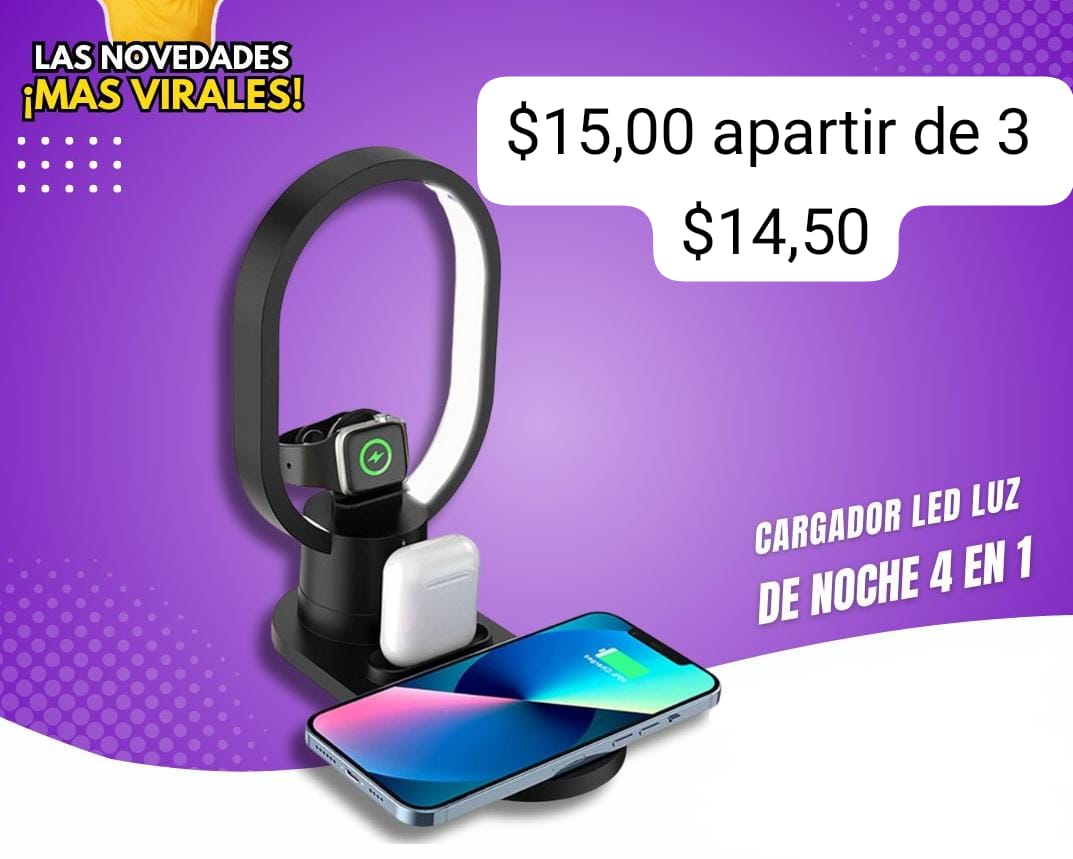 LAS NOVEDADES
¡MAS VIRALES!
$15,00 apartir de 3
$14,50
CARGADOR LED LUZ
DE NOCHE 4 EN 1